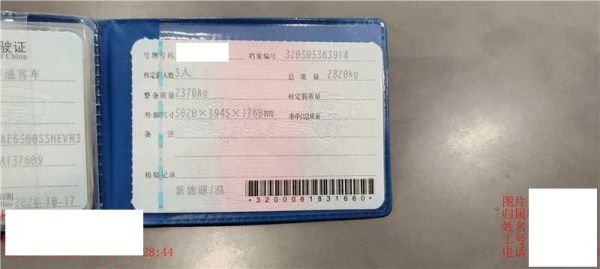 驶证
China
通客车
&E6500SSHEVR3
A137609
2024-10-17
号牌号码 档案编号 320505363914
核定载人数 5人 总质量 2820kg
整备质量 2370kg 核定载质量
外廓尺寸 5020×1945×1760mm 准牵引总质量
备注
检验记录
新能源/
*3200061831660*
28:44
图片
归属
姓名
工号
电话